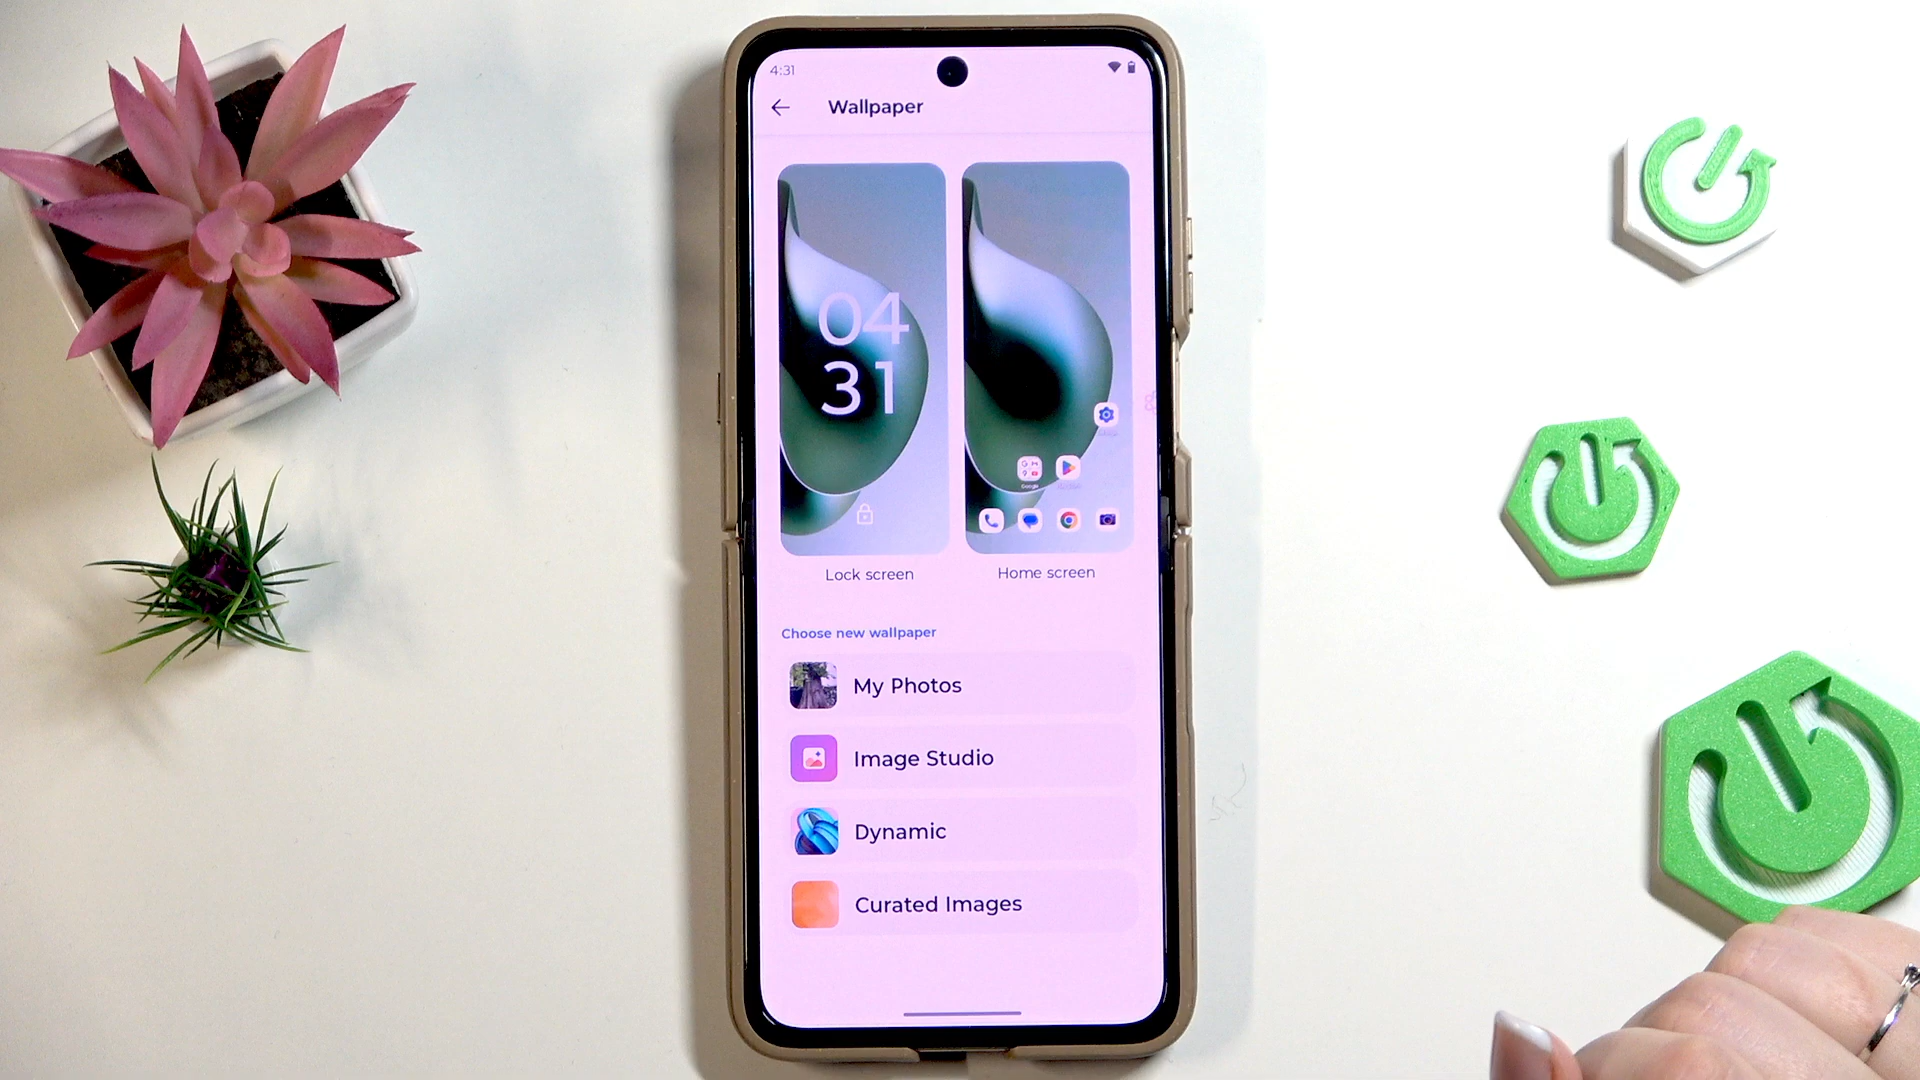 4:31
Wallpaper
04
31
Lock screen
Home screen
Choose new wallpaper
My Photos
Image Studio
Dynamic
Curated Images